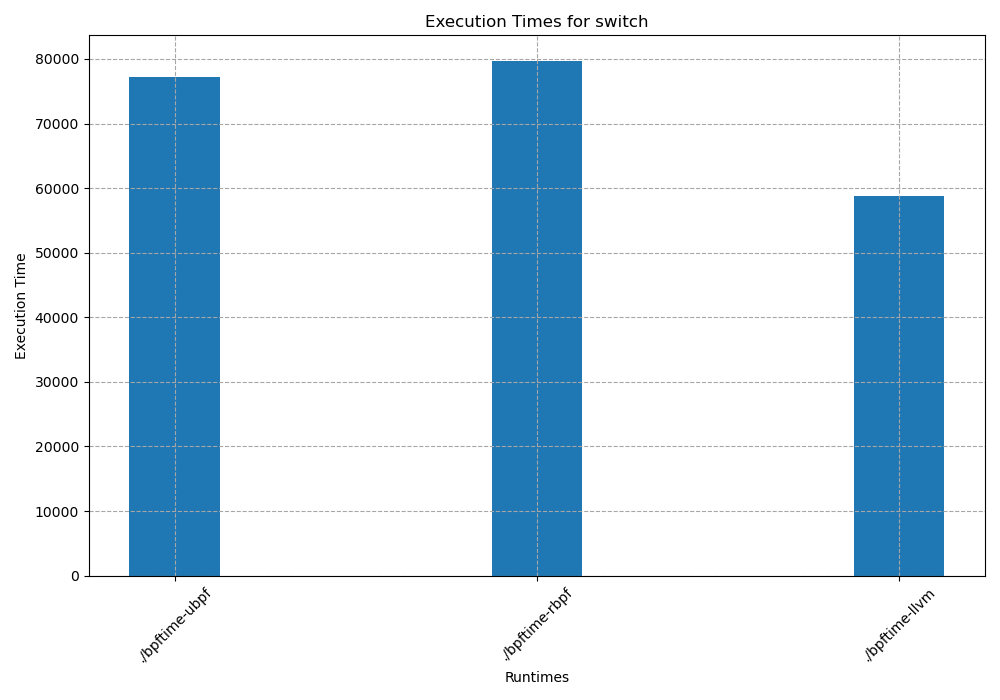 Execution Times for switch
80000
70000
60000
50000
40000
30000
20000
10000
0
Execution Time
./bpftime-ubpf
./bpftime-rbpf
./bpftime-llvm
Runtimes